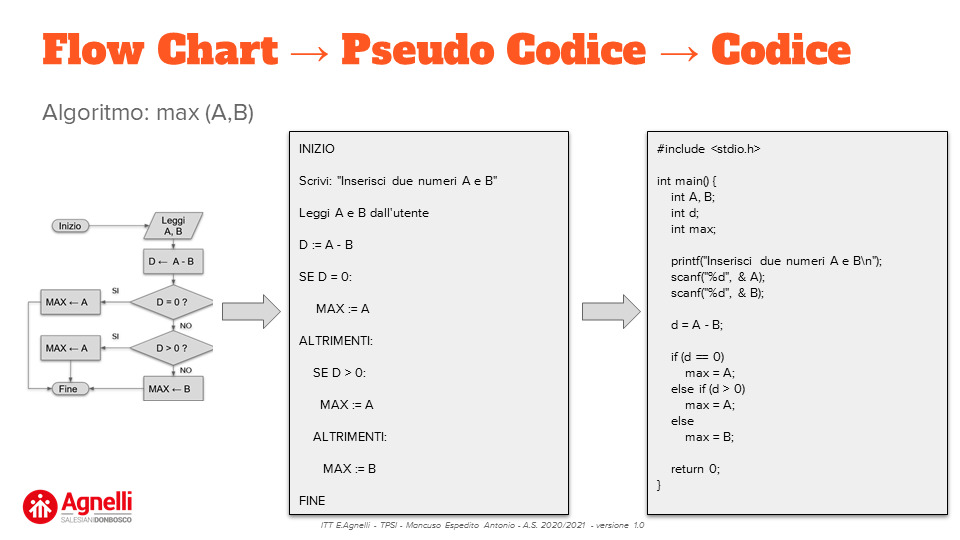 Flow Chart → Pseudo Codice → Codice
Algoritmo: max (A,B)
Inizio
Leggi
A, B
D ← A - B
D = 0 ?
SI
MAX ← A
NO
D > 0 ?
SI
MAX ← A
NO
MAX ← B
Fine
INIZIO
Scrivi: "Inserisci due numeri A e B"
Leggi A e B dall'utente
D := A - B
SE D = 0:
MAX := A
ALTRIMENTI:
SE D > 0:
MAX := A
ALTRIMENTI:
MAX := B
FINE
#include <stdio.h>
int main() {
int A, B;
int d;
int max;
printf("Inserisci due numeri A e B\n");
scanf("%d", & A);
scanf("%d", & B);
d = A - B;
if (d == 0)
max = A;
else if (d > 0)
max = A;
else
max = B;
return 0;
}
Agnelli
SALESIANI DONBOSCO
ITT E.Agnelli - TPSI - Mancuso Espedito Antonio - A.S. 2020/2021 - versione 1.0